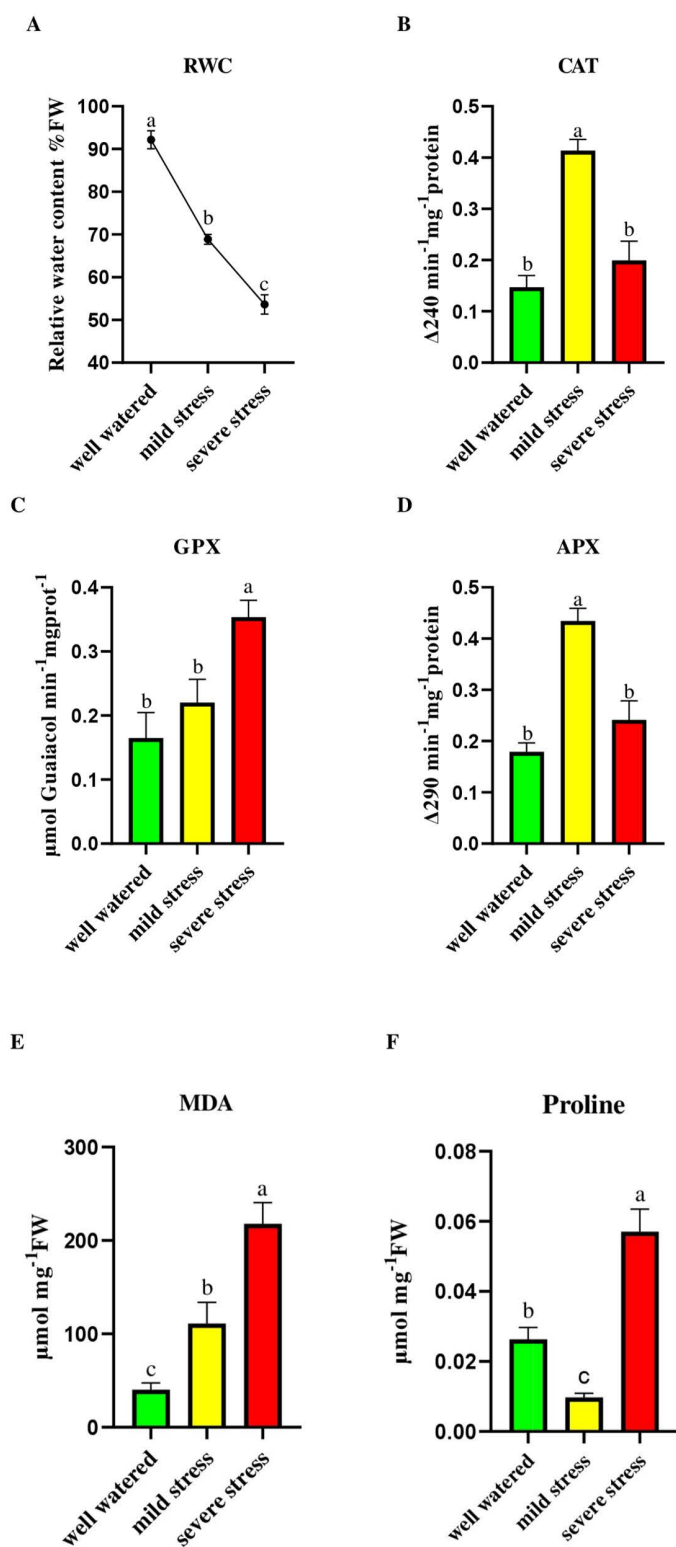 A
RWC
Relative water content %FW
100
90
80
70
60
50
40
a
b
c
well watered
mild stress
severe stress
B
CAT
Δ240 min⁻¹mg⁻¹protein
0.5
0.4
0.3
0.2
0.1
0.0
b
a
b
well watered
mild stress
severe stress
C
GPX
µmol Guaiacol min⁻¹mgprot⁻¹
0.4
0.3
0.2
0.1
0.0
b
b
a
well watered
mild stress
severe stress
D
APX
Δ290 min⁻¹mg⁻¹protein
0.5
0.4
0.3
0.2
0.1
0.0
b
a
b
well watered
mild stress
severe stress
E
MDA
µmol mg⁻¹FW
300
200
100
0
c
b
a
well watered
mild stress
severe stress
F
Proline
µmol mg⁻¹FW
0.08
0.06
0.04
0.02
0.00
b
c
a
well watered
mild stress
severe stress